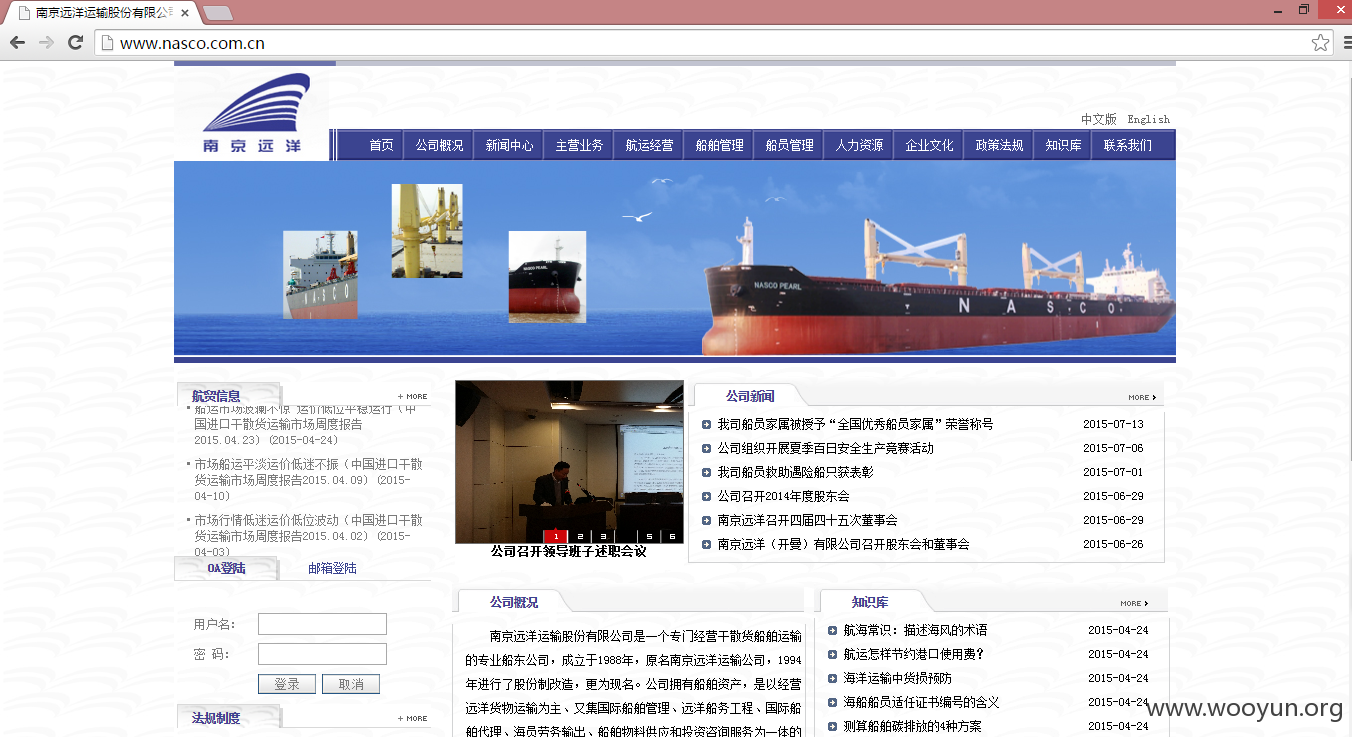 南京远洋运输股份有限公司
www.nasco.com.cn
南京远洋
中文版 English
首页 公司概况 新闻中心 主营业务 航运经营 船舶管理 船员管理 人力资源 企业文化 政策法规 知识库 联系我们
NASCO
NASCO PEARL
NASCO PEARL
NASCO
航贸信息
+ MORE
船运市场波澜不惊 运价低位平稳运行（中
国进口干散货运输市场周度报告
2015.04.23） (2015-04-24)
市场船运平淡运价低迷不振（中国进口干散
货运输市场周度报告2015.04.09） (2015-
04-10)
市场行情低迷运价低位波动（中国进口干散
货运输市场周度报告2015.04.02） (2015-
04-03)
OA登陆 邮箱登陆
用户名：
密 码：
登录 取消
法规制度
+ MORE
1 2 3 5 6
公司召开领导班子述职会议
公司新闻
MORE
我司船员家属被授予“全国优秀船员家属”荣誉称号 2015-07-13
公司组织开展夏季百日安全生产竞赛活动 2015-07-06
我司船员救助遇险船只获表彰 2015-07-01
公司召开2014年度股东会 2015-06-29
南京远洋召开四届四十五次董事会 2015-06-29
南京远洋（开曼）有限公司召开股东会和董事会 2015-06-26
公司概况
南京远洋运输股份有限公司是一个专门经营干散货船舶运输
的专业船东公司，成立于1988年，原名南京远洋运输公司，1994
年进行了股份制改造，更为现名。公司拥有船舶资产，是以经营
远洋货物运输为主、又集国际船舶管理、远洋船务工程、国际船
舶代理、海员劳务输出、船舶物料供应和投资咨询服务为一体的
知识库
MORE
航海常识：描述海风的术语 2015-04-24
航运怎样节约港口使用费？ 2015-04-24
海洋运输中货损预防 2015-04-24
海船船员适任证书编号的含义 2015-04-24
测算船舶碳排放的4种方案 2015-04-24
www.wooyun.org